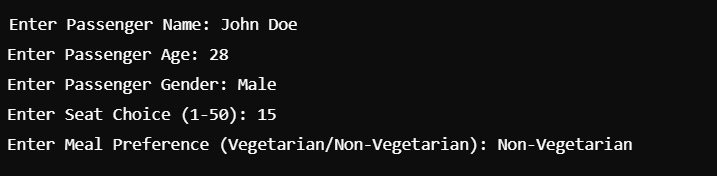 Enter Passenger Name: John Doe
Enter Passenger Age: 28
Enter Passenger Gender: Male
Enter Seat Choice (1-50): 15
Enter Meal Preference (Vegetarian/Non-Vegetarian): Non-Vegetarian